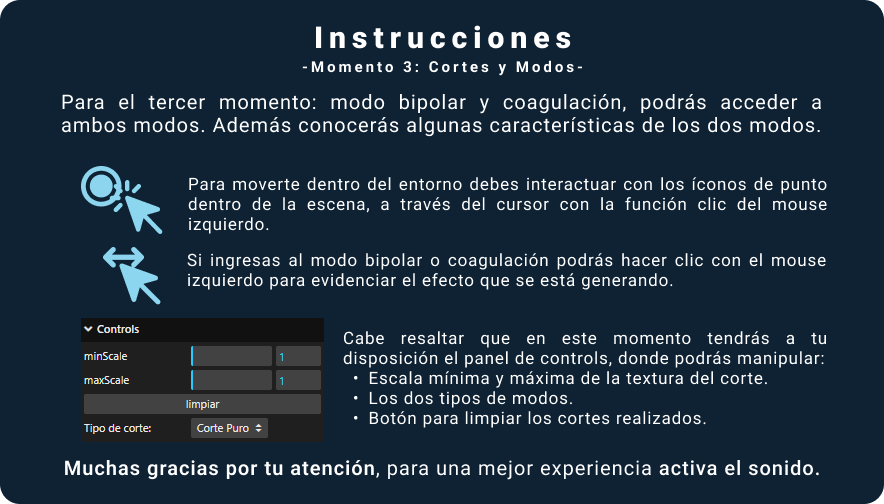 Instrucciones
-Momento 3: Cortes y Modos-
Para el tercer momento: modo bipolar y coagulación, podrás acceder a
ambos modos. Además conocerás algunas características de los dos modos.
Para moverte dentro del entorno debes interactuar con los íconos de punto
dentro de la escena, a través del cursor con la función clic del mouse
izquierdo.
Si ingresas al modo bipolar o coagulación podrás hacer clic con el mouse
izquierdo para evidenciar el efecto que se está generando.
Controls
minScale 1
maxScale 1
limpiar
Tipo de corte: Corte Puro
Cabe resaltar que en este momento tendrás a tu
disposición el panel de controls, donde podrás manipular:
• Escala mínima y máxima de la textura del corte.
• Los dos tipos de modos.
• Botón para limpiar los cortes realizados.
Muchas gracias por tu atención, para una mejor experiencia activa el sonido.